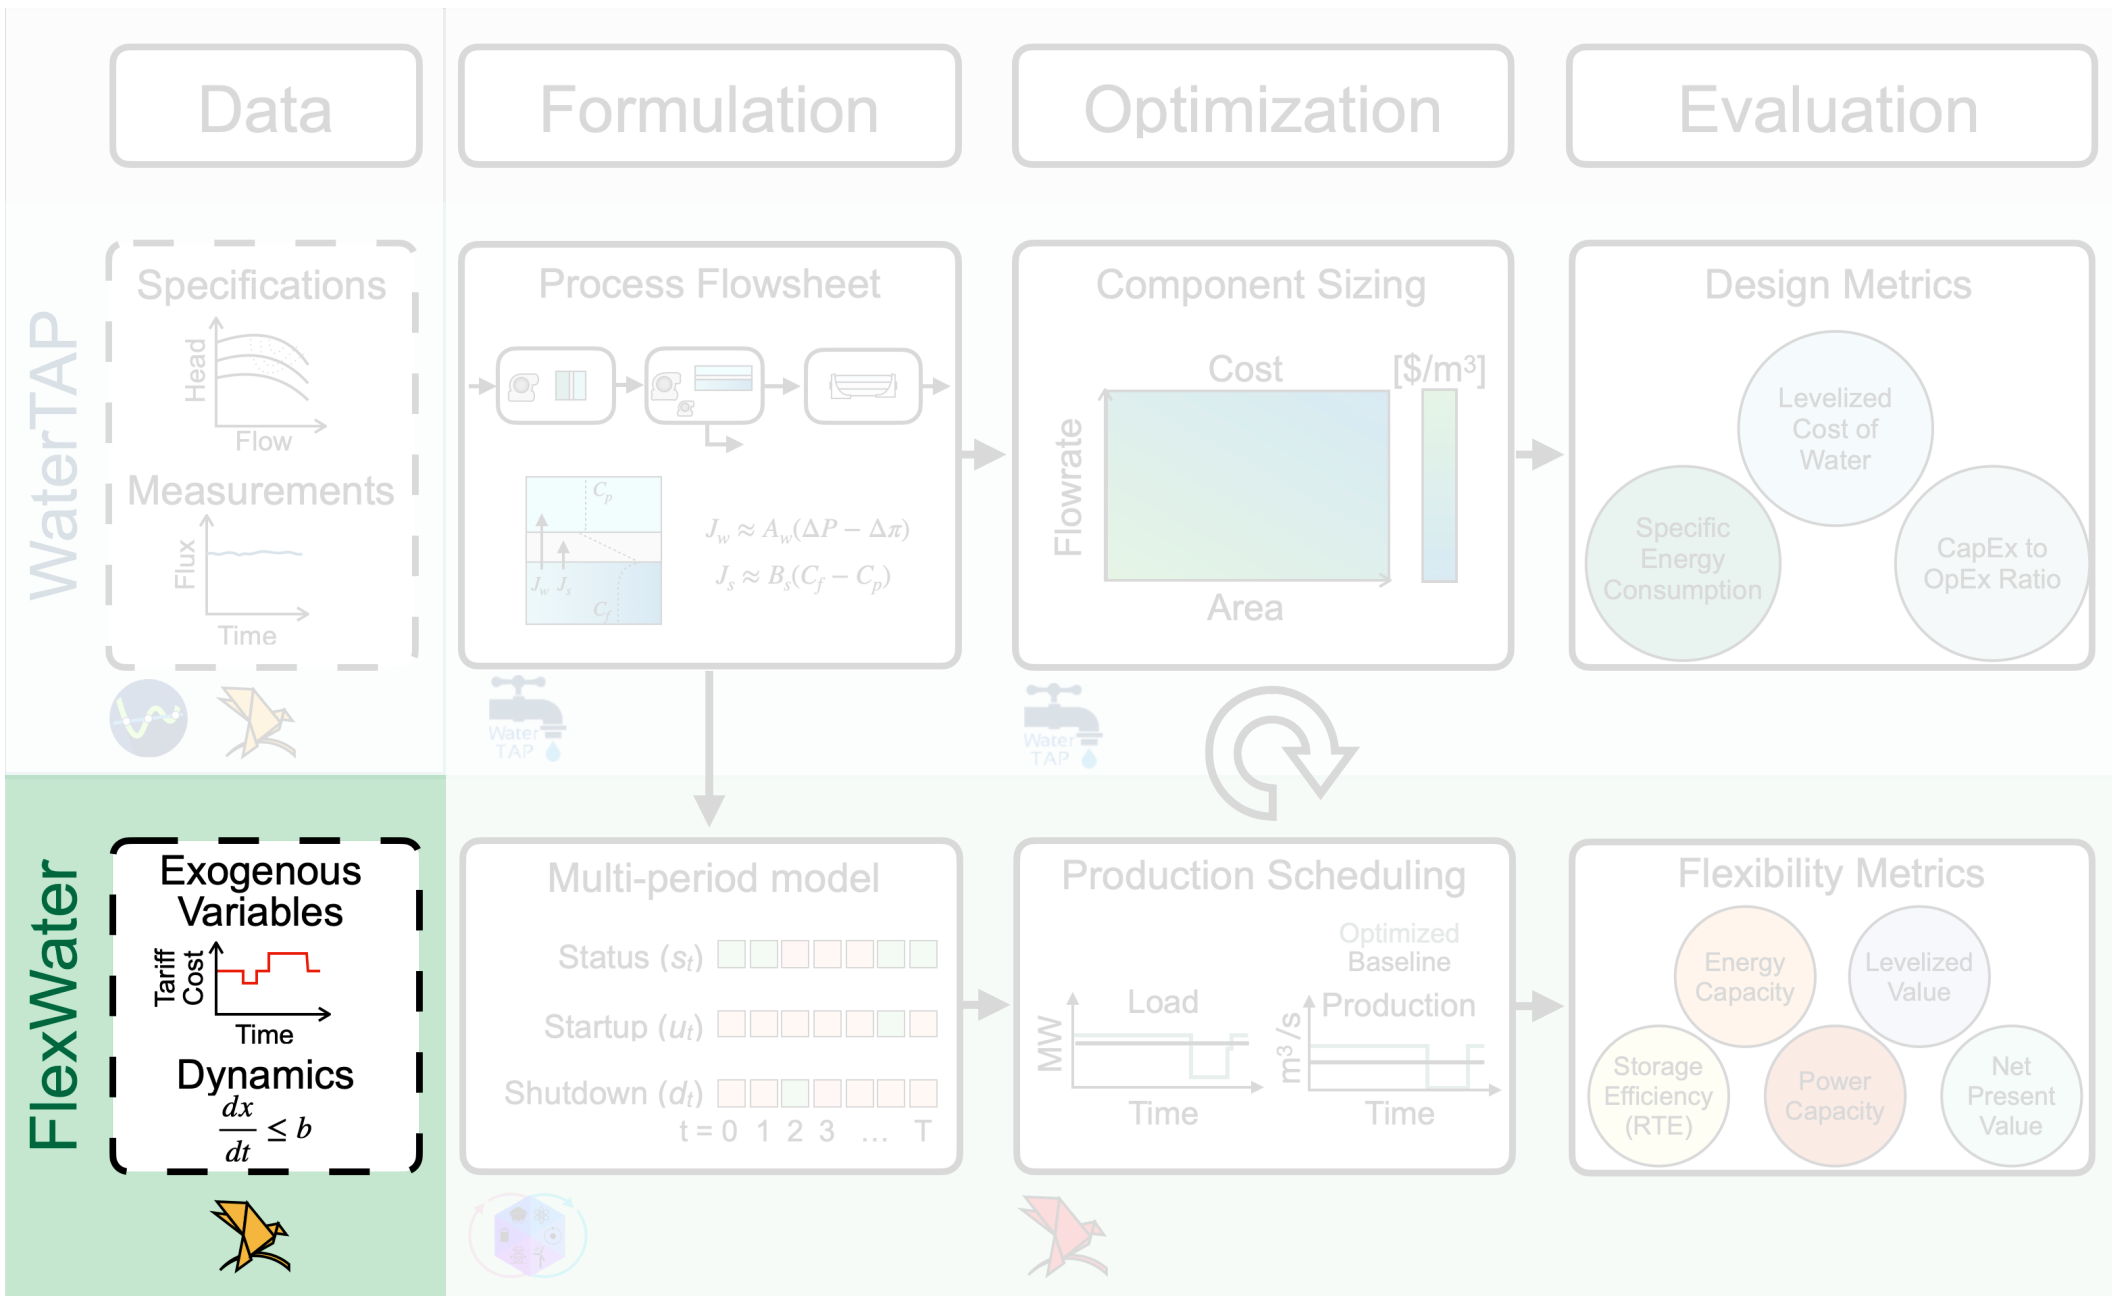 Data
Formulation
Optimization
Evaluation
WaterTAP
Specifications
Head
Flow
Measurements
Flux
Time
Process Flowsheet
C_p
J_w
J_s
C_f
J_w ≈ A_w(ΔP − Δπ)
J_s ≈ B_s(C_f − C_p)
Water
TAP
Component Sizing
Cost
[$/m³]
Flowrate
Area
Water
TAP
Design Metrics
Levelized
Cost of
Water
Specific
Energy
Consumption
CapEx to
OpEx Ratio
FlexWater
Exogenous
Variables
Tariff
Cost
Time
Dynamics
dx
dt
≤ b
Multi-period model
Status (s_t)
Startup (u_t)
Shutdown (d_t)
t = 0 1 2 3 ... T
Production Scheduling
Optimized
Baseline
Load
MW
Time
Production
m³/s
Time
Flexibility Metrics
Energy
Capacity
Levelized
Value
Storage
Efficiency
(RTE)
Power
Capacity
Net
Present
Value